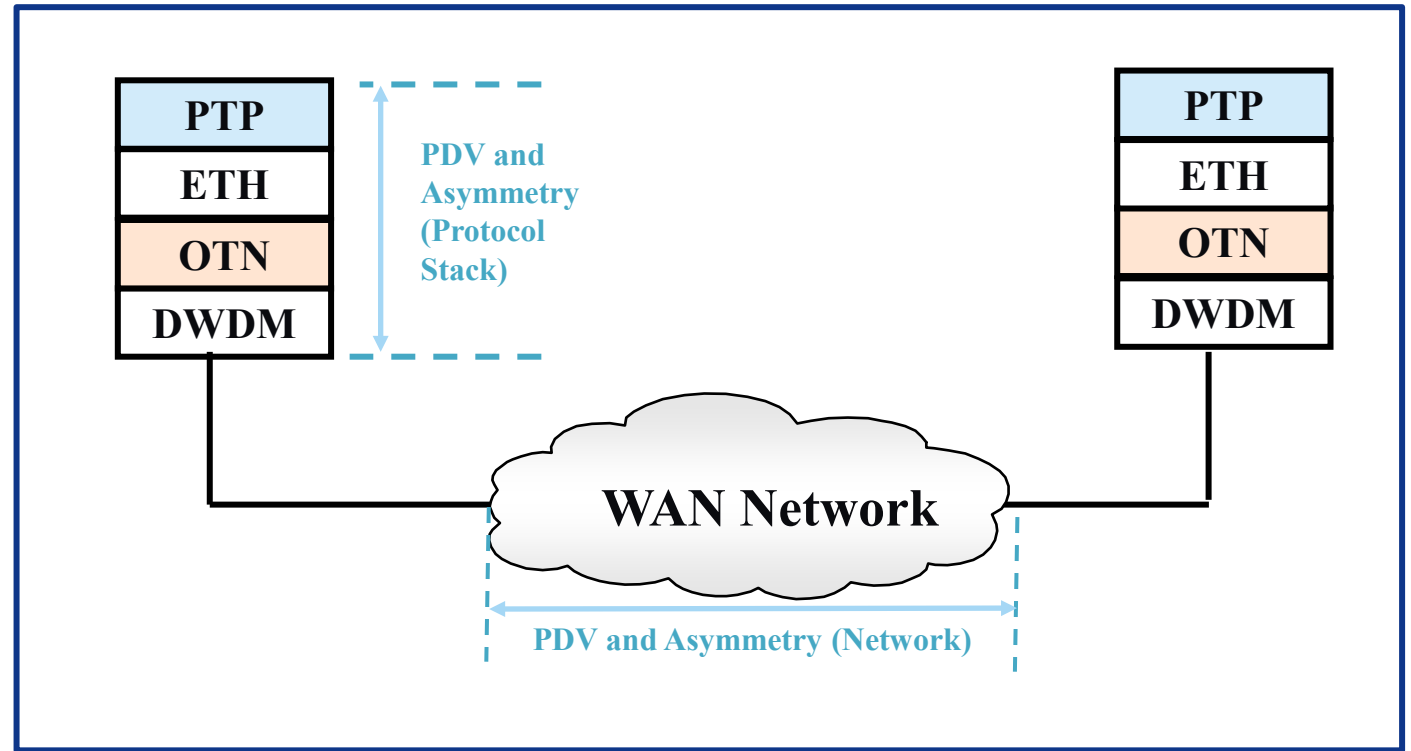 PTP
ETH
OTN
DWDM
PDV and
Asymmetry
(Protocol
Stack)
PTP
ETH
OTN
DWDM
WAN Network
PDV and Asymmetry (Network)